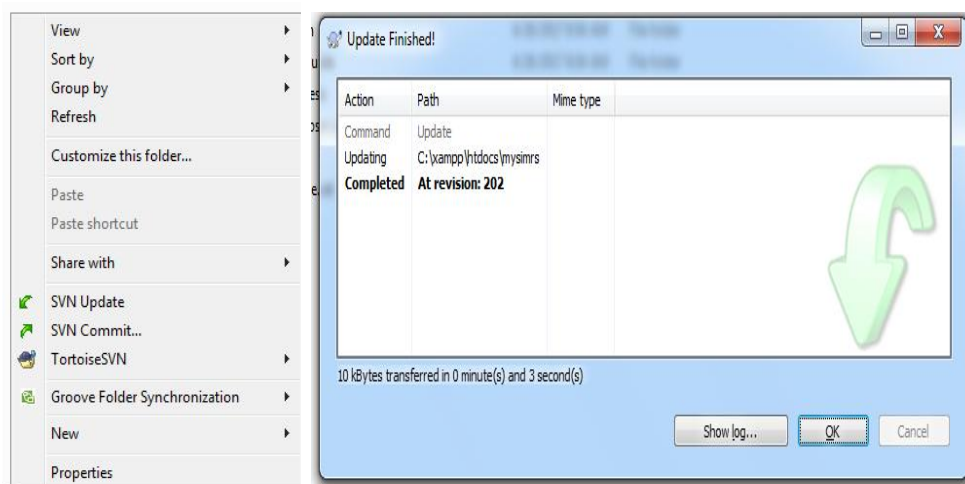 View
Sort by
Group by
Refresh
Customize this folder...
Paste
Paste shortcut
Share with
SVN Update
SVN Commit...
TortoiseSVN
Groove Folder Synchronization
New
Properties
Update Finished!
Action Path Mime type
Command Update
Updating C:\xampp\htdocs\mysimrs
Completed At revision: 202
10 kBytes transferred in 0 minute(s) and 3 second(s)
Show log... OK Cancel